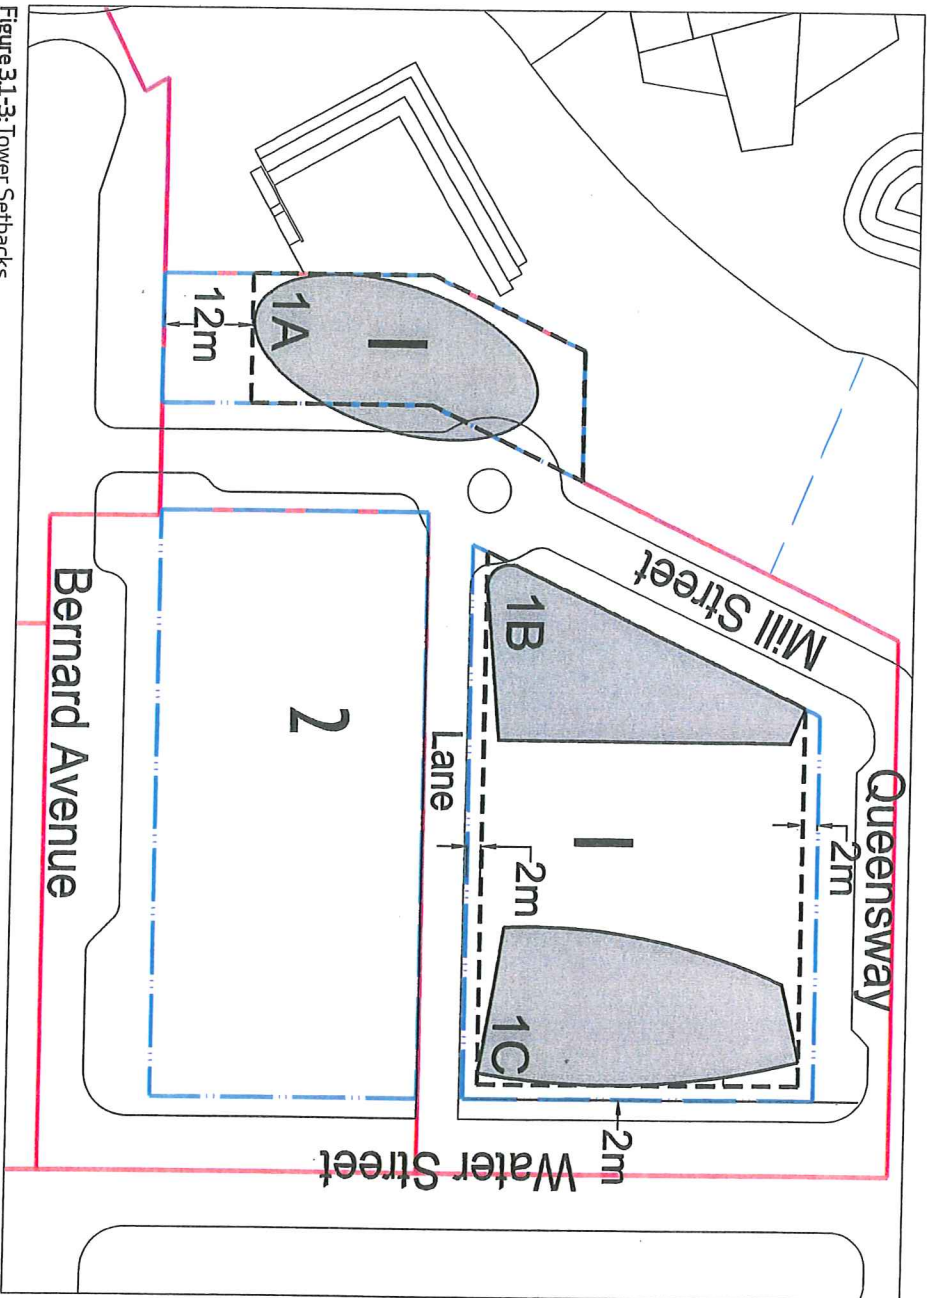 Queensway
2m
Mill Street
2m
I
2m
1B
1C
Water Street
Lane
I
1A
2
12m
Bernard Avenue
Figure 3.1-3: Tower Setbacks